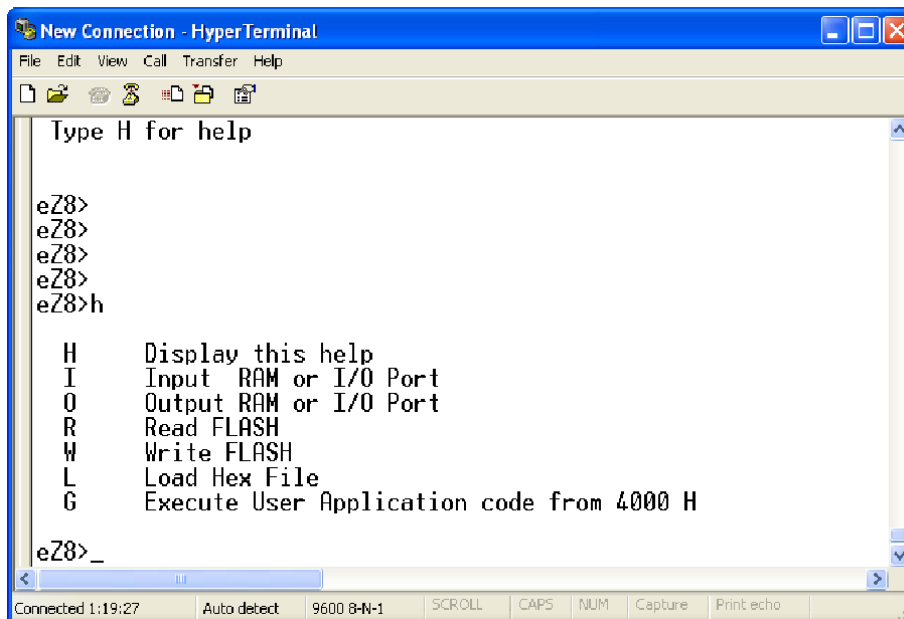 New Connection - HyperTerminal
File Edit View Call Transfer Help
Type H for help
eZ8>
eZ8>
eZ8>
eZ8>
eZ8>h
H Display this help
I Input RAM or I/O Port
O Output RAM or I/O Port
R Read FLASH
W Write FLASH
L Load Hex File
G Execute User Application code from 4000 H
eZ8>_
Connected 1:19:27 Auto detect 9600 8-N-1 SCROLL CAPS NUM Capture Print echo